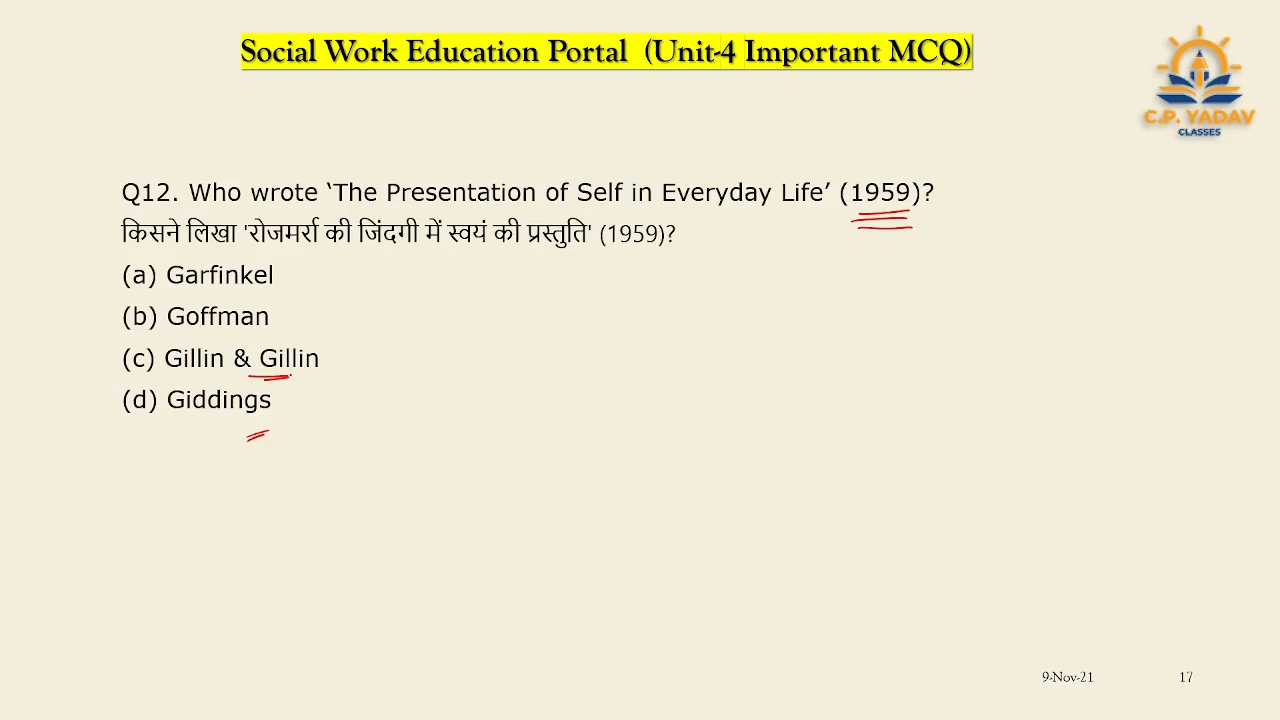 Social Work Education Portal (Unit-4 Important MCQ)
C.P. YADAV
CLASSES
Q12. Who wrote ‘The Presentation of Self in Everyday Life’ (1959)?
किसने लिखा 'रोजमर्रा की जिंदगी में स्वयं की प्रस्तुति' (1959)?
(a) Garfinkel
(b) Goffman
(c) Gillin & Gillin
(d) Giddings
9-Nov-21
17